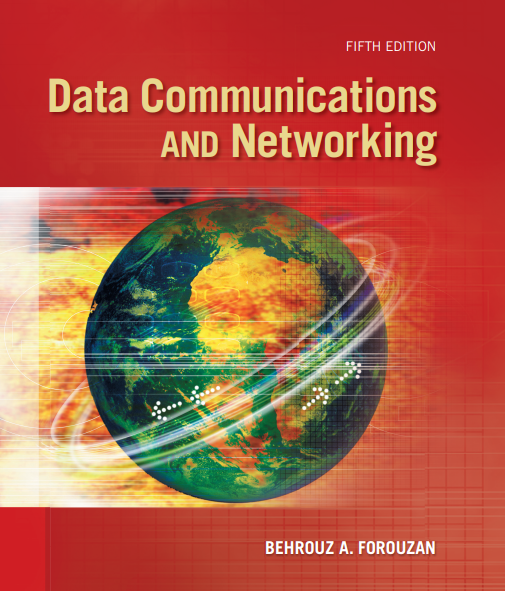 FIFTH EDITION
Data Communications
AND Networking
BEHROUZ A. FOROUZAN